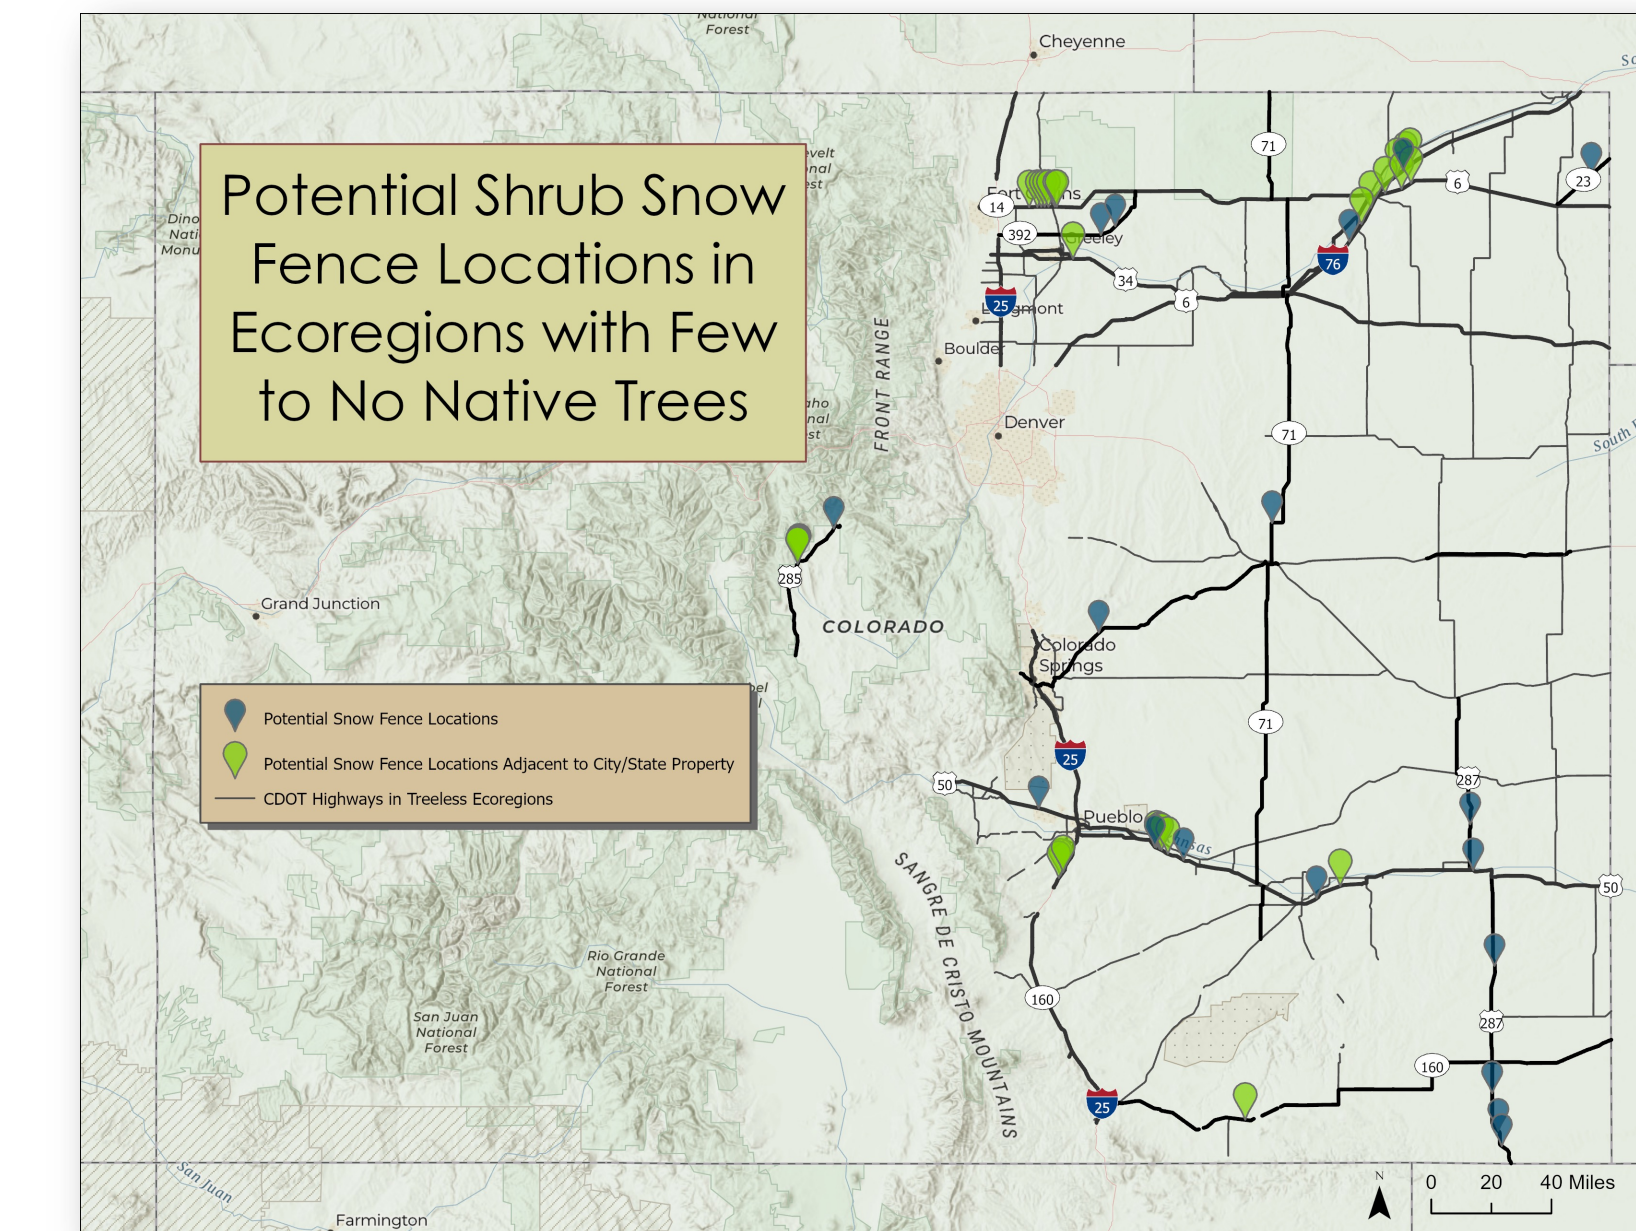 National
Forest
Cheyenne
71
6
23
Potential Shrub Snow
Fence Locations in
Ecoregions with Few
to No Native Trees
14
392
Greeley
34
76
6
25
Boulder
FRONT RANGE
Denver
71
285
Grand Junction
COLORADO
Colorado
Springs
71
25
50
287
Potential Snow Fence Locations
Potential Snow Fence Locations Adjacent to City/State Property
CDOT Highways in Treeless Ecoregions
Pueblo
50
SANGRE DE CRISTO MOUNTAINS
Rio Grande
National
Forest
San Juan
National
Forest
160
287
160
25
San Juan
Farmington
N
0 20 40 Miles